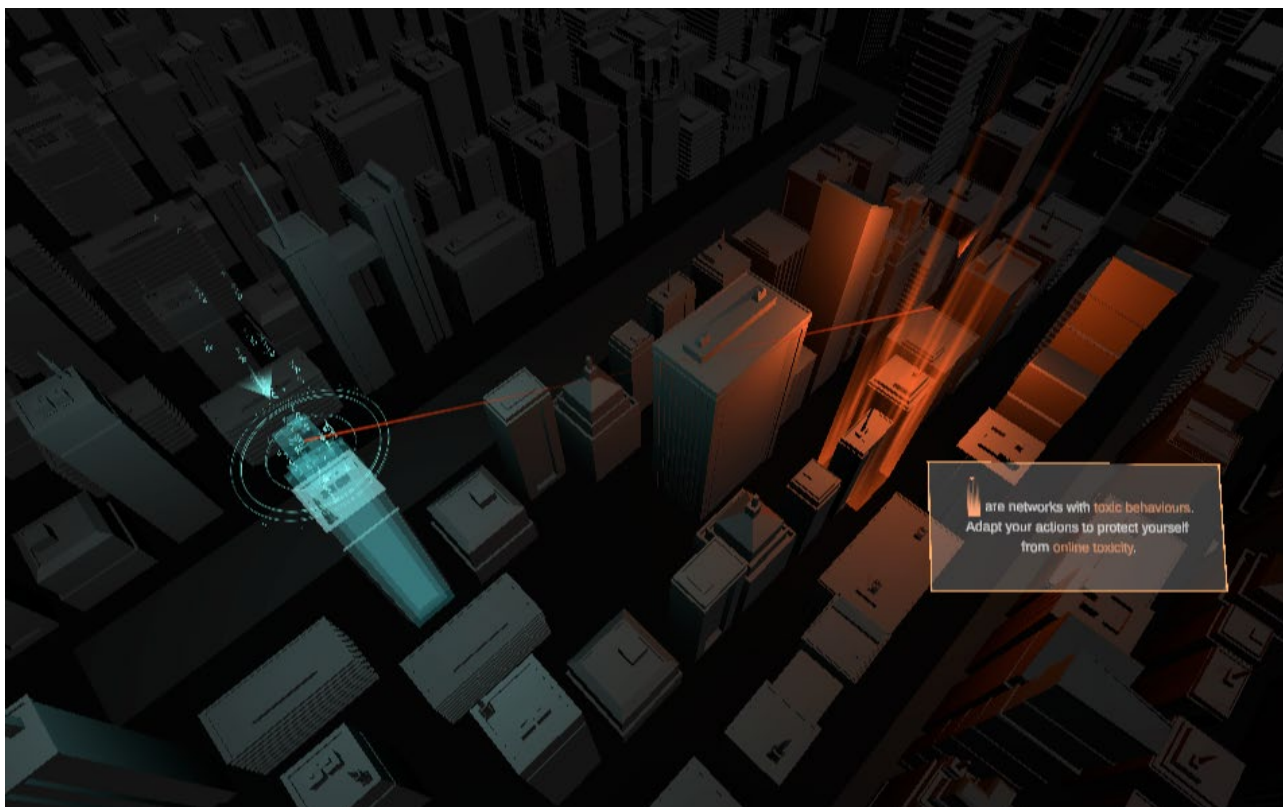 are networks with toxic behaviours.
Adapt your actions to protect yourself
from online toxicity.